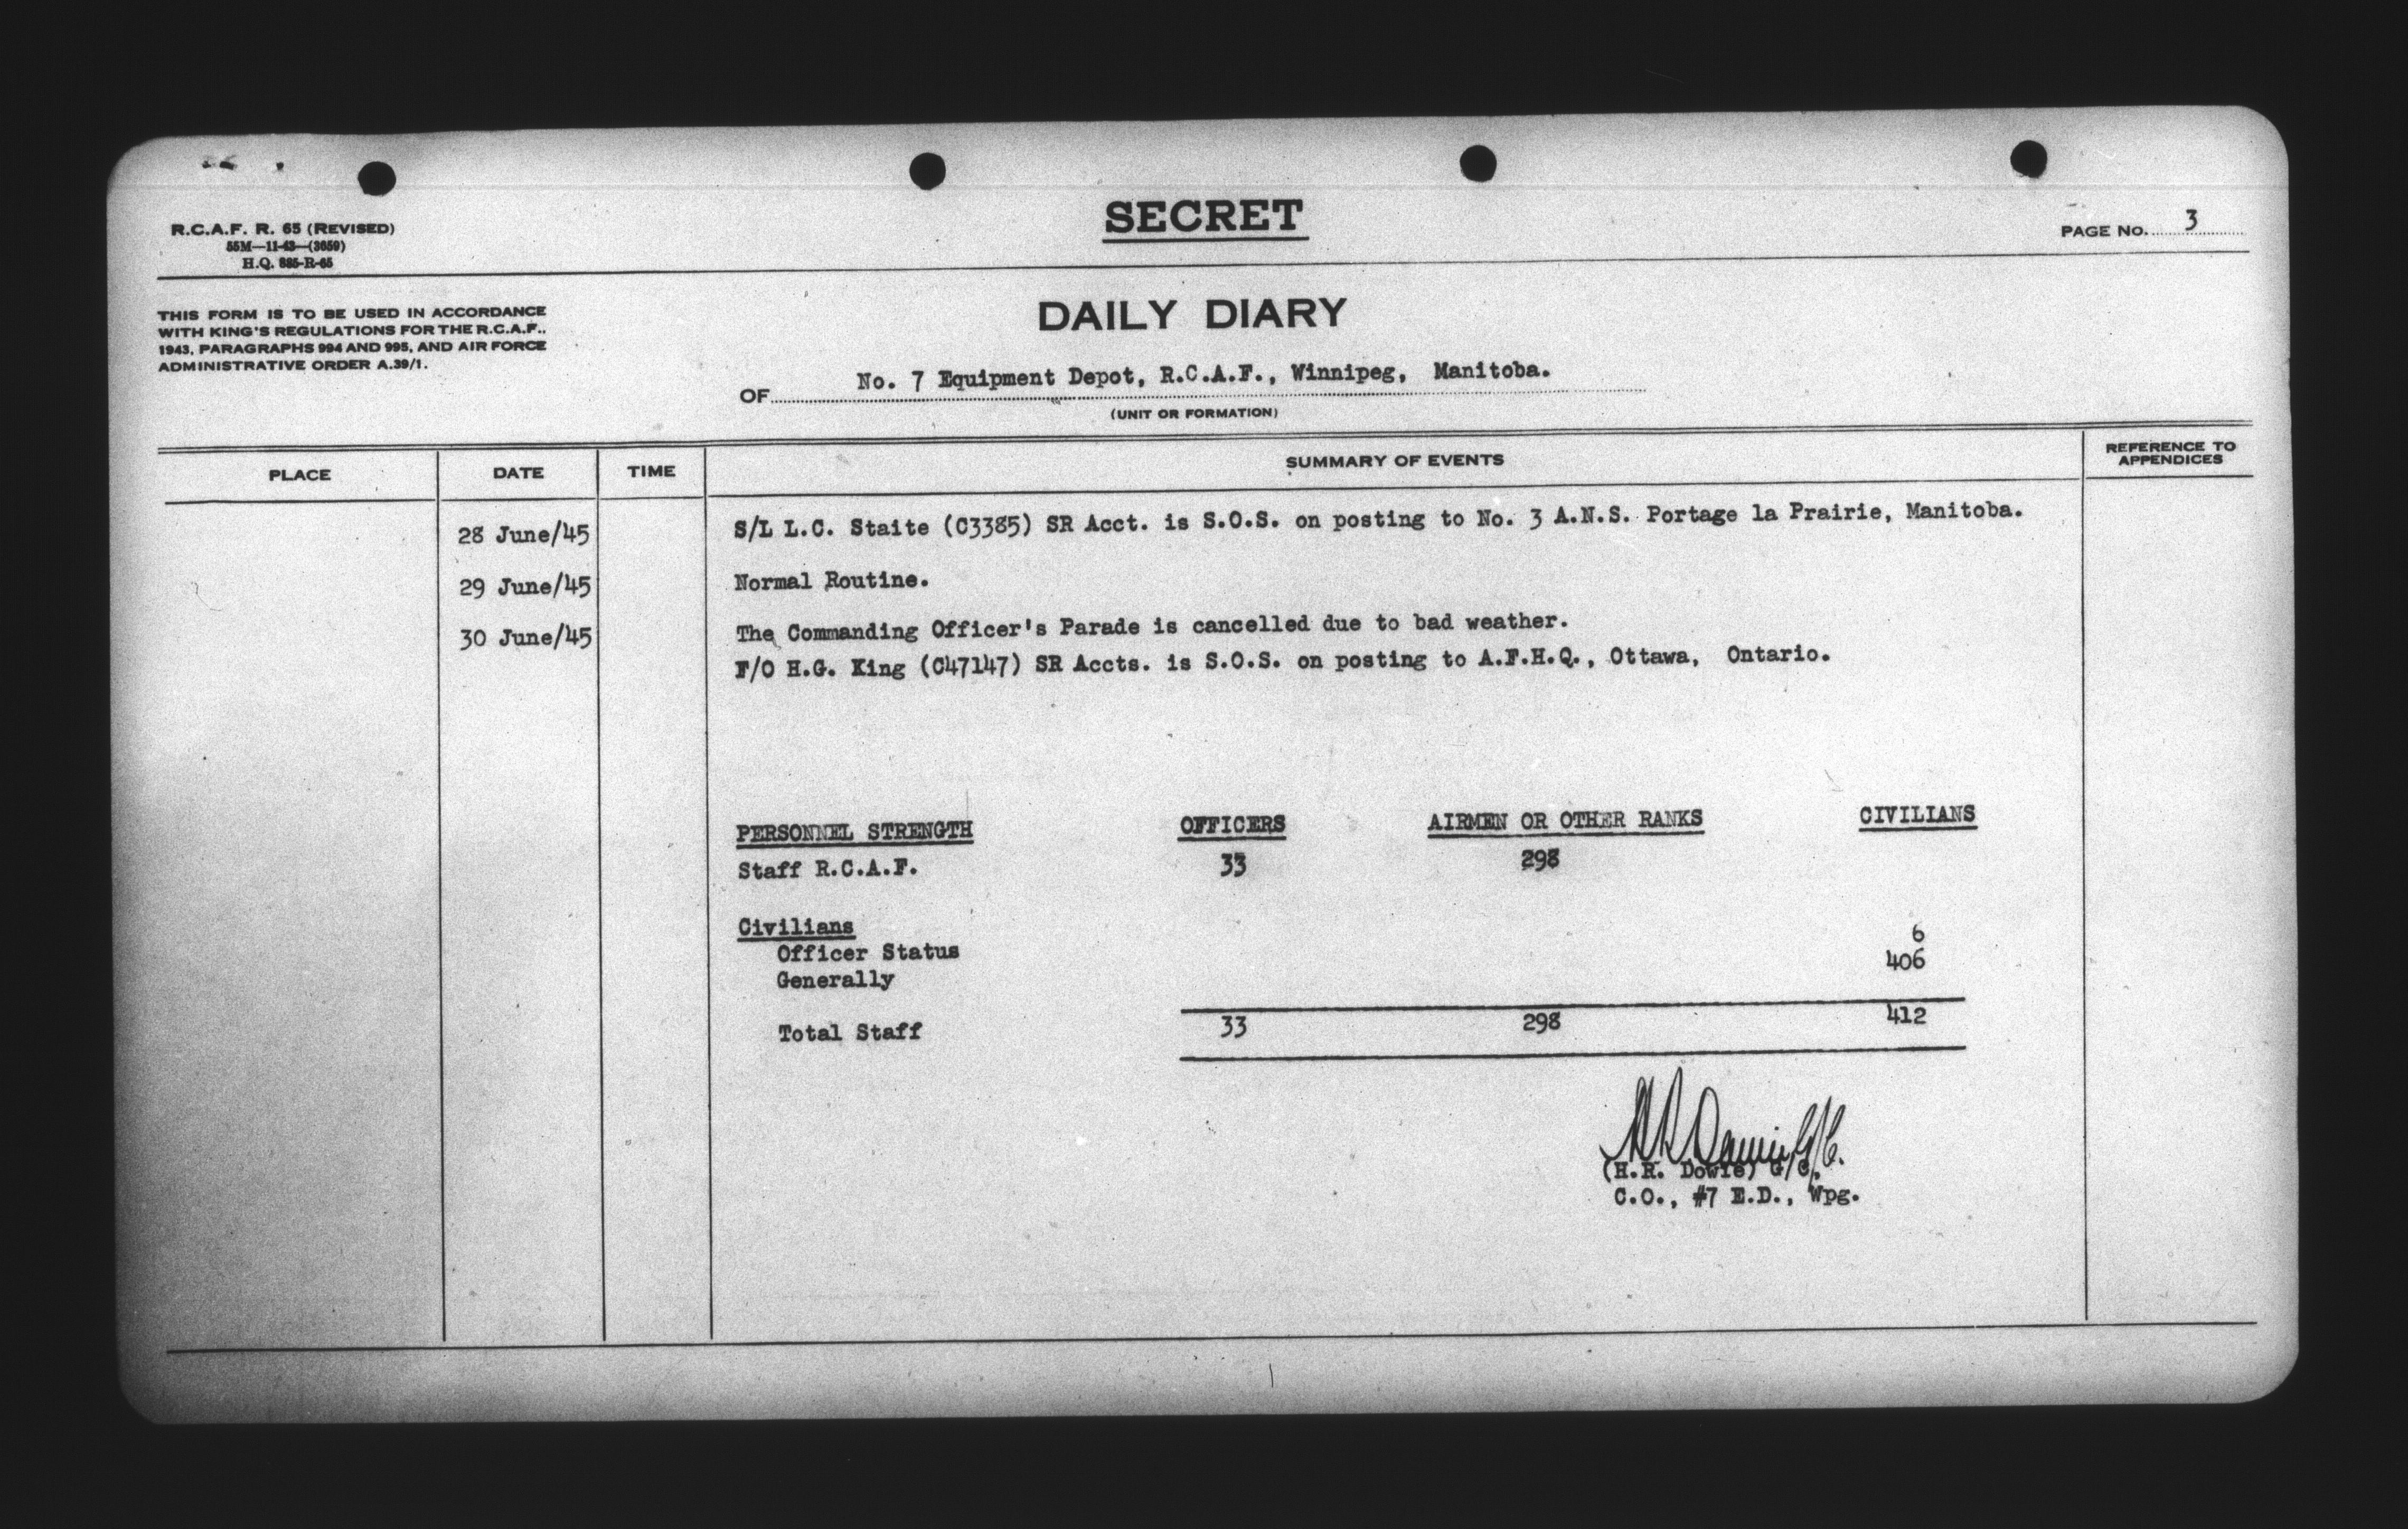 R.C.A.F. R. 65 (REVISED)
55M—11-43—(3659)
H.Q. 885-R-65
SECRET
PAGE NO. 3
THIS FORM IS TO BE USED IN ACCORDANCE
WITH KING'S REGULATIONS FOR THE R.C.A.F.,
1943, PARAGRAPHS 994 AND 995, AND AIR FORCE
ADMINISTRATIVE ORDER A.39/1.
DAILY DIARY
OF No. 7 Equipment Depot, R.C.A.F., Winnipeg, Manitoba.
(UNIT OR FORMATION)
PLACE DATE TIME SUMMARY OF EVENTS REFERENCE TO APPENDICES
28 June/45 S/L L.C. Staite (C3385) SR Acct. is S.O.S. on posting to No. 3 A.N.S. Portage la Prairie, Manitoba.
29 June/45 Normal Routine.
30 June/45 The Commanding Officer's Parade is cancelled due to bad weather.
F/O H.G. King (C47147) SR Accts. is S.O.S. on posting to A.F.H.Q., Ottawa, Ontario.
PERSONNEL STRENGTH OFFICERS AIRMEN OR OTHER RANKS CIVILIANS
Staff R.C.A.F. 33 298
Civilians
Officer Status 6
Generally 406
Total Staff 33 298 412
(H.R. Dowie) G/C,
C.O., #7 E.D., Wpg.